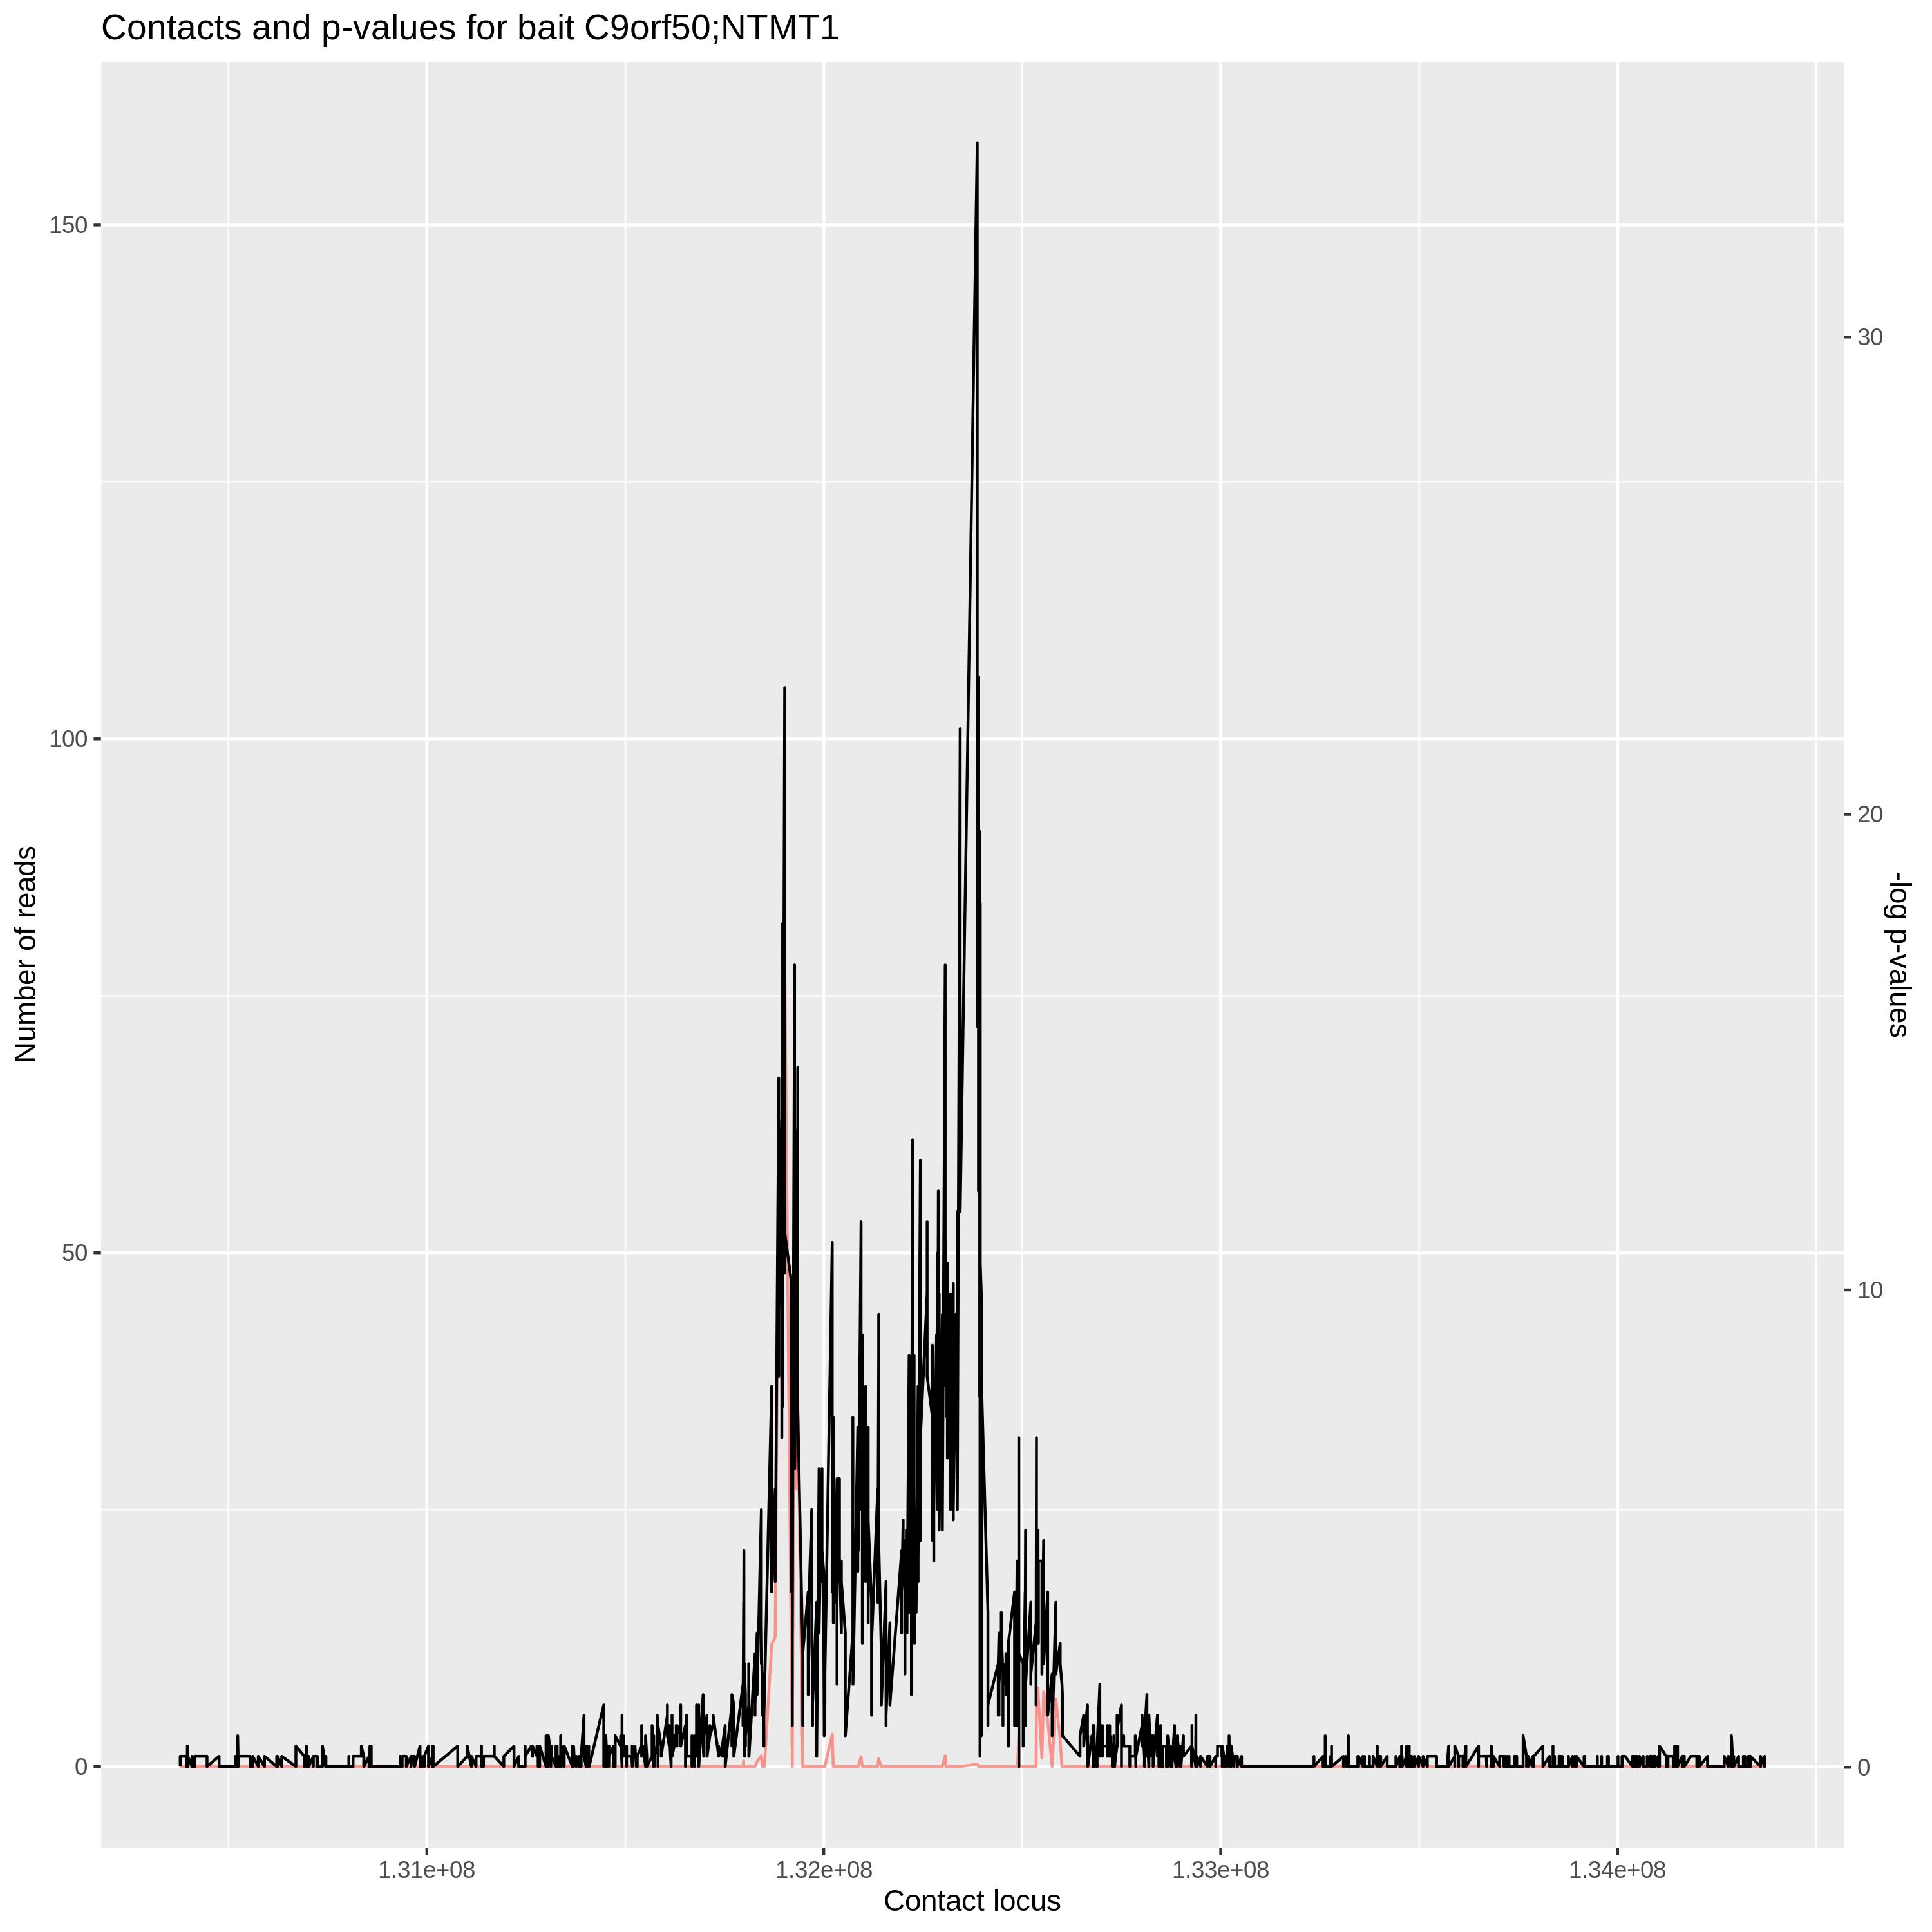 Contacts and p-values for bait C9orf50;NTMT1
150
100
50
0
30
20
10
0
Number of reads
-log p-values
1.31e+08
1.32e+08
1.33e+08
1.34e+08
Contact locus